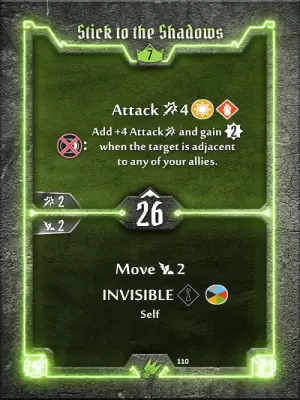 Stick to the Shadows
7
Attack 4
Add +4 Attack and gain 2
: when the target is adjacent
to any of your allies.
2
26
2
Move 2
INVISIBLE
Self
110